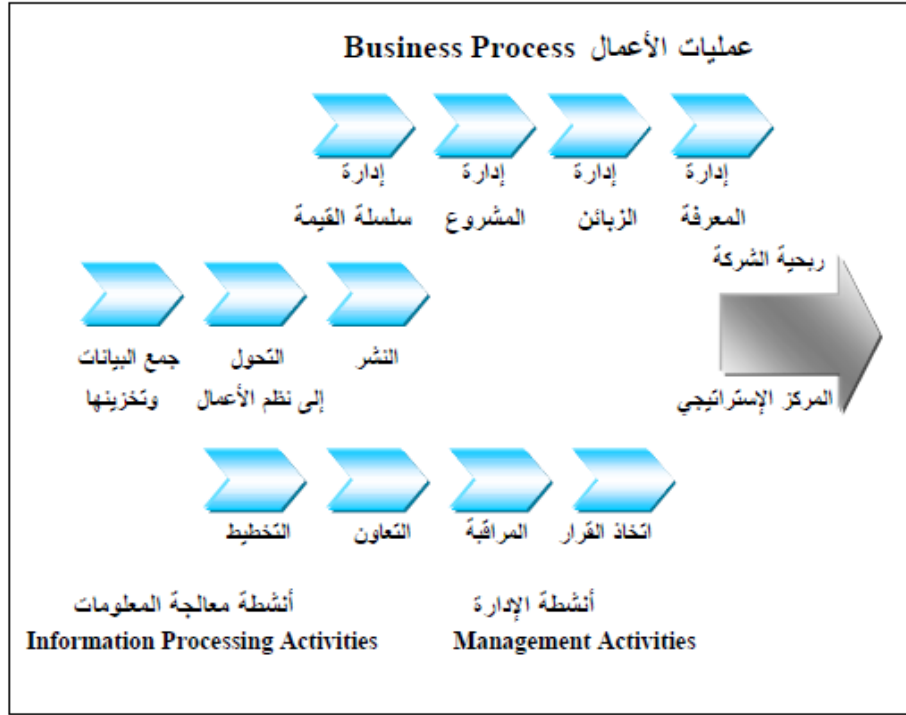 عمليات الأعمال Business Process
إدارة إدارة إدارة إدارة
المعرفة الزبائن المشروع سلسلة القيمة
ربحية الشركة
النشر التحول جمع البيانات
إلى نظم الأعمال وتخزينها
المركز الإستراتيجي
اتخاذ القرار المراقبة التعاون التخطيط
أنشطة الإدارة أنشطة معالجة المعلومات
Information Processing Activities Management Activities